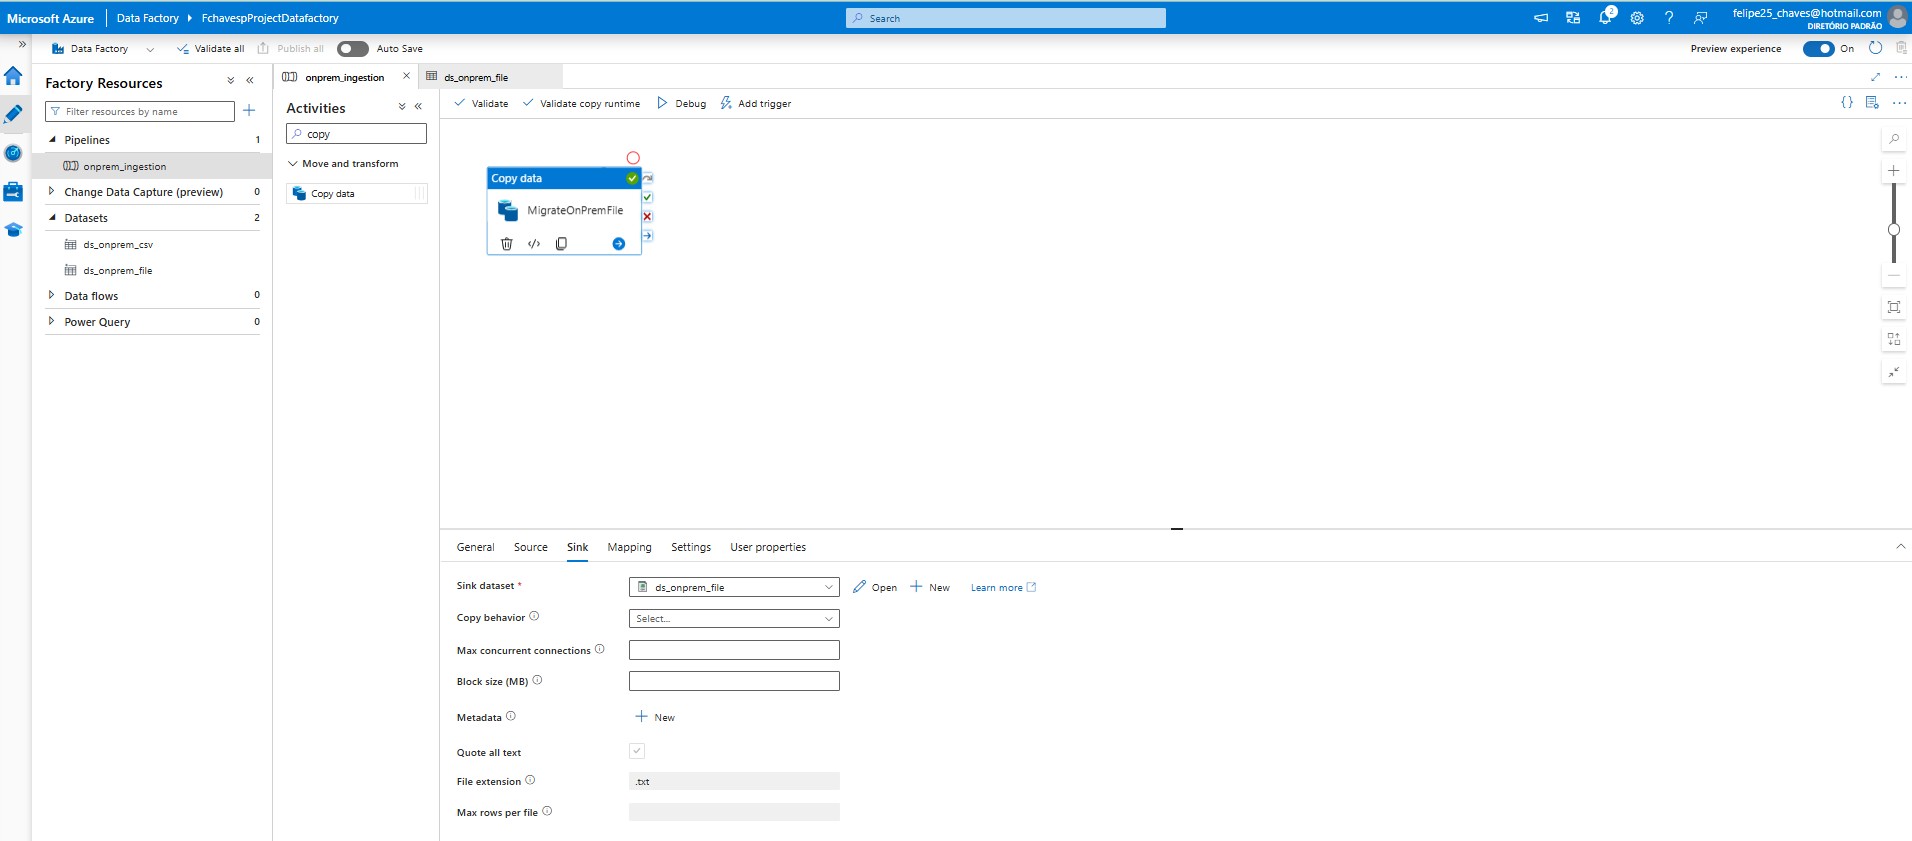 Microsoft Azure Data Factory FchavespProjectDatafactory Search 2 felipe25_chaves@hotmail.com
DIRETÓRIO PADRÃO
Data Factory Validate all Publish all Auto Save Preview experience On
Factory Resources
Filter resources by name
Pipelines 1
onprem_ingestion
Change Data Capture (preview) 0
Datasets 2
ds_onprem_csv
ds_onprem_file
Data flows 0
Power Query 0
onprem_ingestion ds_onprem_file
Activities
copy
Move and transform
Copy data
Validate Validate copy runtime Debug Add trigger
Copy data
MigrateOnPremFile
General Source Sink Mapping Settings User properties
Sink dataset * ds_onprem_file Open New Learn more
Copy behavior Select...
Max concurrent connections
Block size (MB)
Metadata New
Quote all text
File extension .txt
Max rows per file